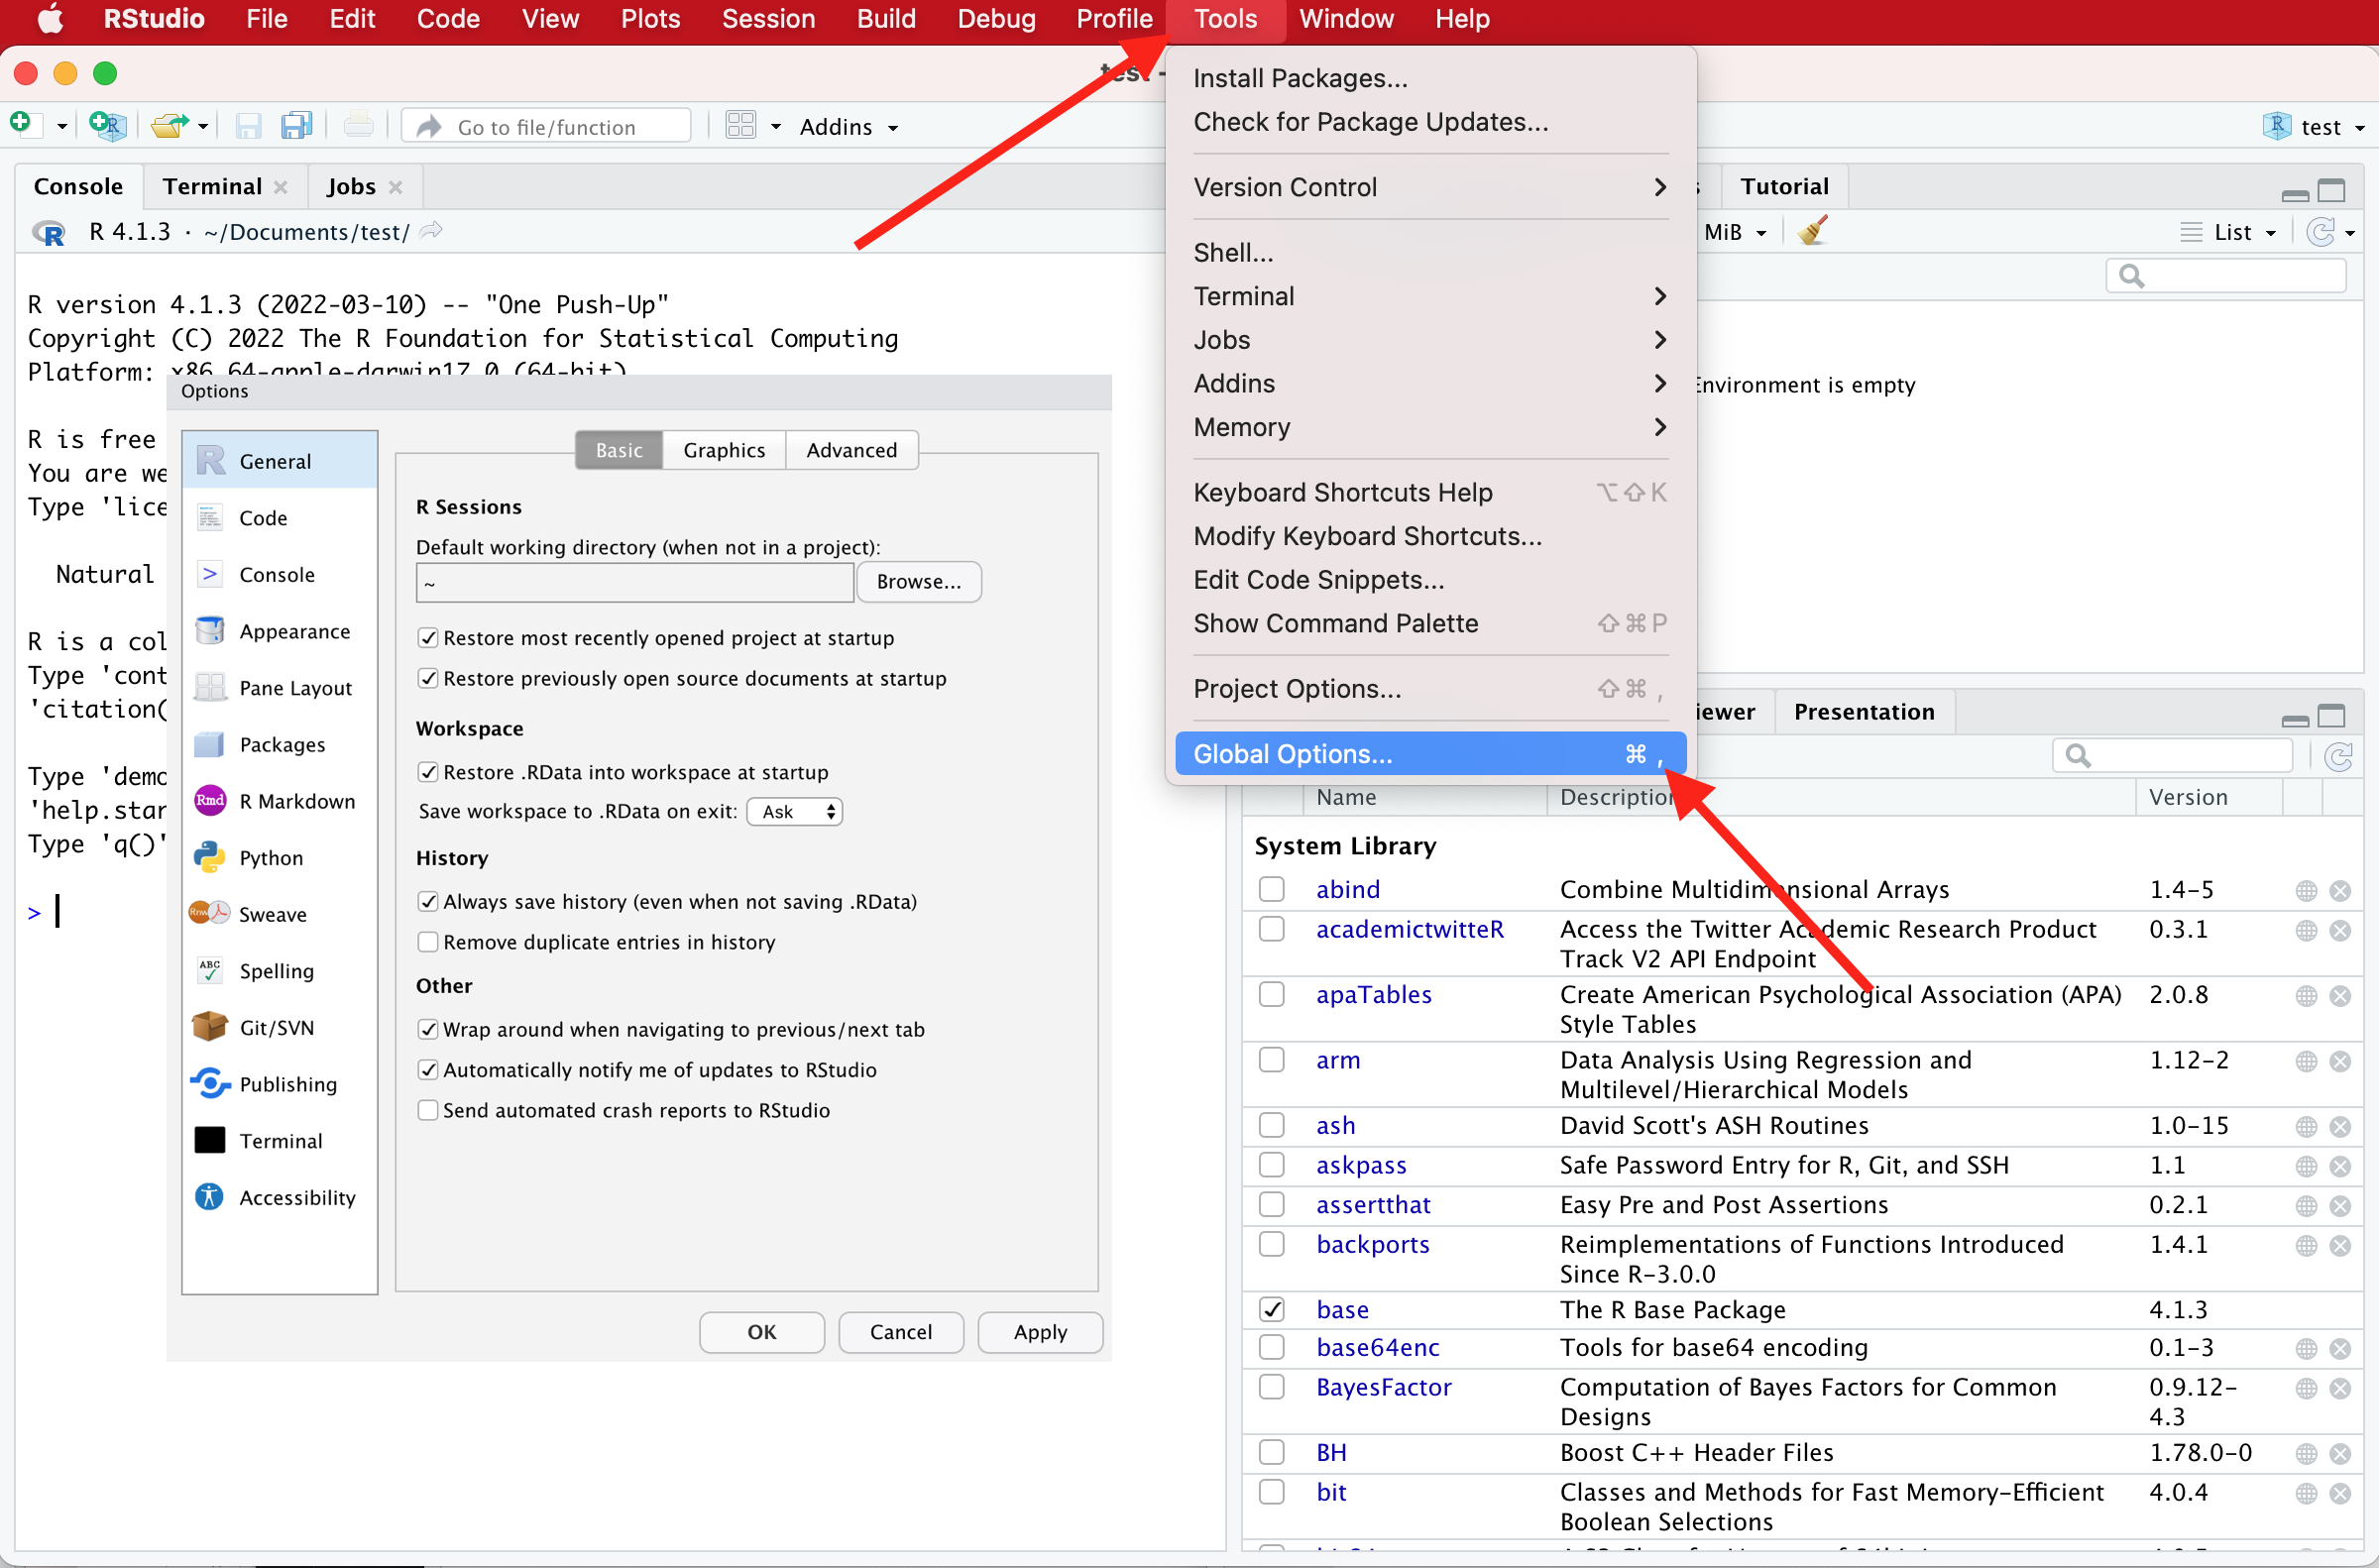 RStudio File Edit Code View Plots Session Build Debug Profile Tools Window Help
test -
Go to file/function
Addins
test
Console Terminal Jobs
R 4.1.3 · ~/Documents/test/
R version 4.1.3 (2022-03-10) -- "One Push-Up"
Copyright (C) 2022 The R Foundation for Statistical Computing
Platform: x86_64-apple-darwin17.0 (64-bit)
R is free
You are we
Type 'lice
Natural
R is a col
Type 'cont
'citation(
Type 'demo
'help.star
Type 'q()'
>
Options
General
Code
Console
Appearance
Pane Layout
Packages
Rmd R Markdown
Python
Rnw Sweave
ABC Spelling
Git/SVN
Publishing
Terminal
Accessibility
Basic Graphics Advanced
R Sessions
Default working directory (when not in a project):
~ Browse...
Restore most recently opened project at startup
Restore previously open source documents at startup
Workspace
Restore .RData into workspace at startup
Save workspace to .RData on exit: Ask
History
Always save history (even when not saving .RData)
Remove duplicate entries in history
Other
Wrap around when navigating to previous/next tab
Automatically notify me of updates to RStudio
Send automated crash reports to RStudio
OK Cancel Apply
Install Packages...
Check for Package Updates...
Version Control
Shell...
Terminal
Jobs
Addins
Memory
Keyboard Shortcuts Help ⌥⇧K
Modify Keyboard Shortcuts...
Edit Code Snippets...
Show Command Palette ⇧⌘P
Project Options... ⇧⌘,
Global Options... ⌘,
s Tutorial
MiB
List
Environment is empty
iewer Presentation
Name Description Version
System Library
abind Combine Multidimensional Arrays 1.4-5
academictwitteR Access the Twitter Academic Research Product 0.3.1
Track V2 API Endpoint
apaTables Create American Psychological Association (APA) 2.0.8
Style Tables
arm Data Analysis Using Regression and 1.12-2
Multilevel/Hierarchical Models
ash David Scott's ASH Routines 1.0-15
askpass Safe Password Entry for R, Git, and SSH 1.1
assertthat Easy Pre and Post Assertions 0.2.1
backports Reimplementations of Functions Introduced 1.4.1
Since R-3.0.0
base The R Base Package 4.1.3
base64enc Tools for base64 encoding 0.1-3
BayesFactor Computation of Bayes Factors for Common 0.9.12-
Designs 4.3
BH Boost C++ Header Files 1.78.0-0
bit Classes and Methods for Fast Memory-Efficient 4.0.4
Boolean Selections